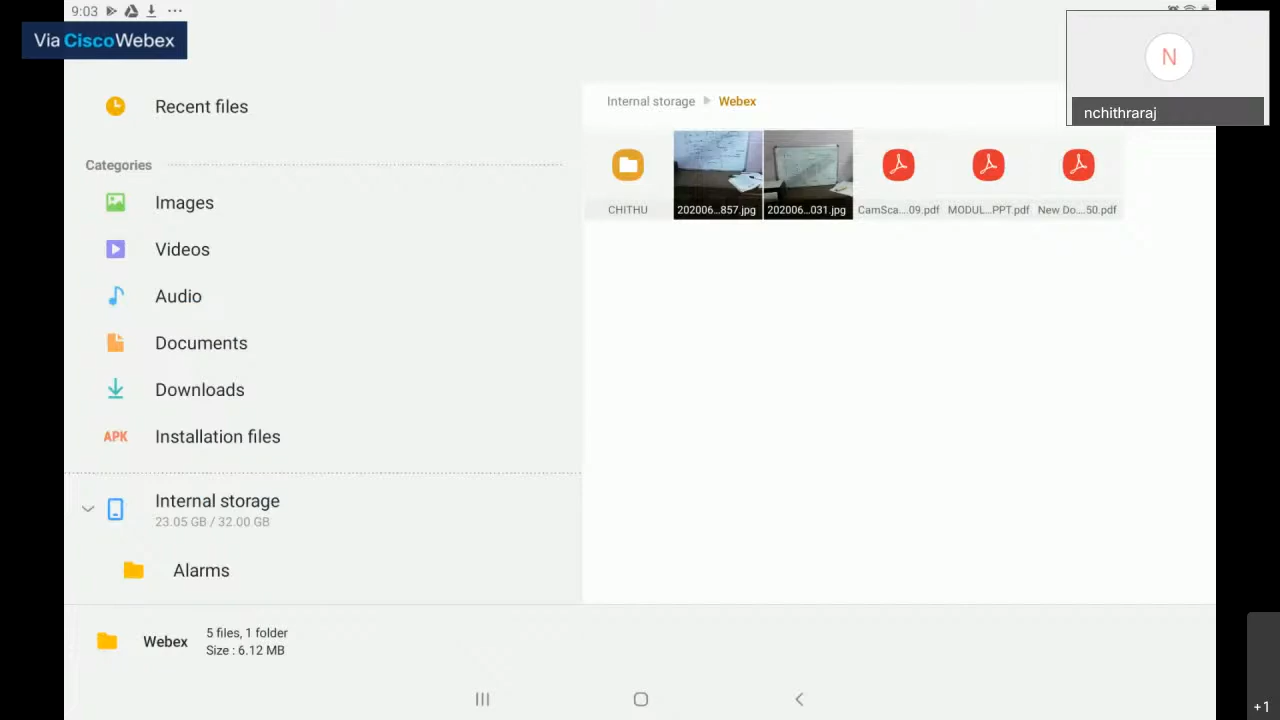 9:03
Via Cisco Webex
N
nchithraraj
Recent files
Categories
Images
Videos
Audio
Documents
Downloads
APK
Installation files
Internal storage
23.05 GB / 32.00 GB
Alarms
Internal storage
Webex
CHITHU
202006...857.jpg
202006...031.jpg
CamSca....09.pdf
MODUL...PPT.pdf
New Do....50.pdf
Webex
5 files, 1 folder
Size : 6.12 MB
+1